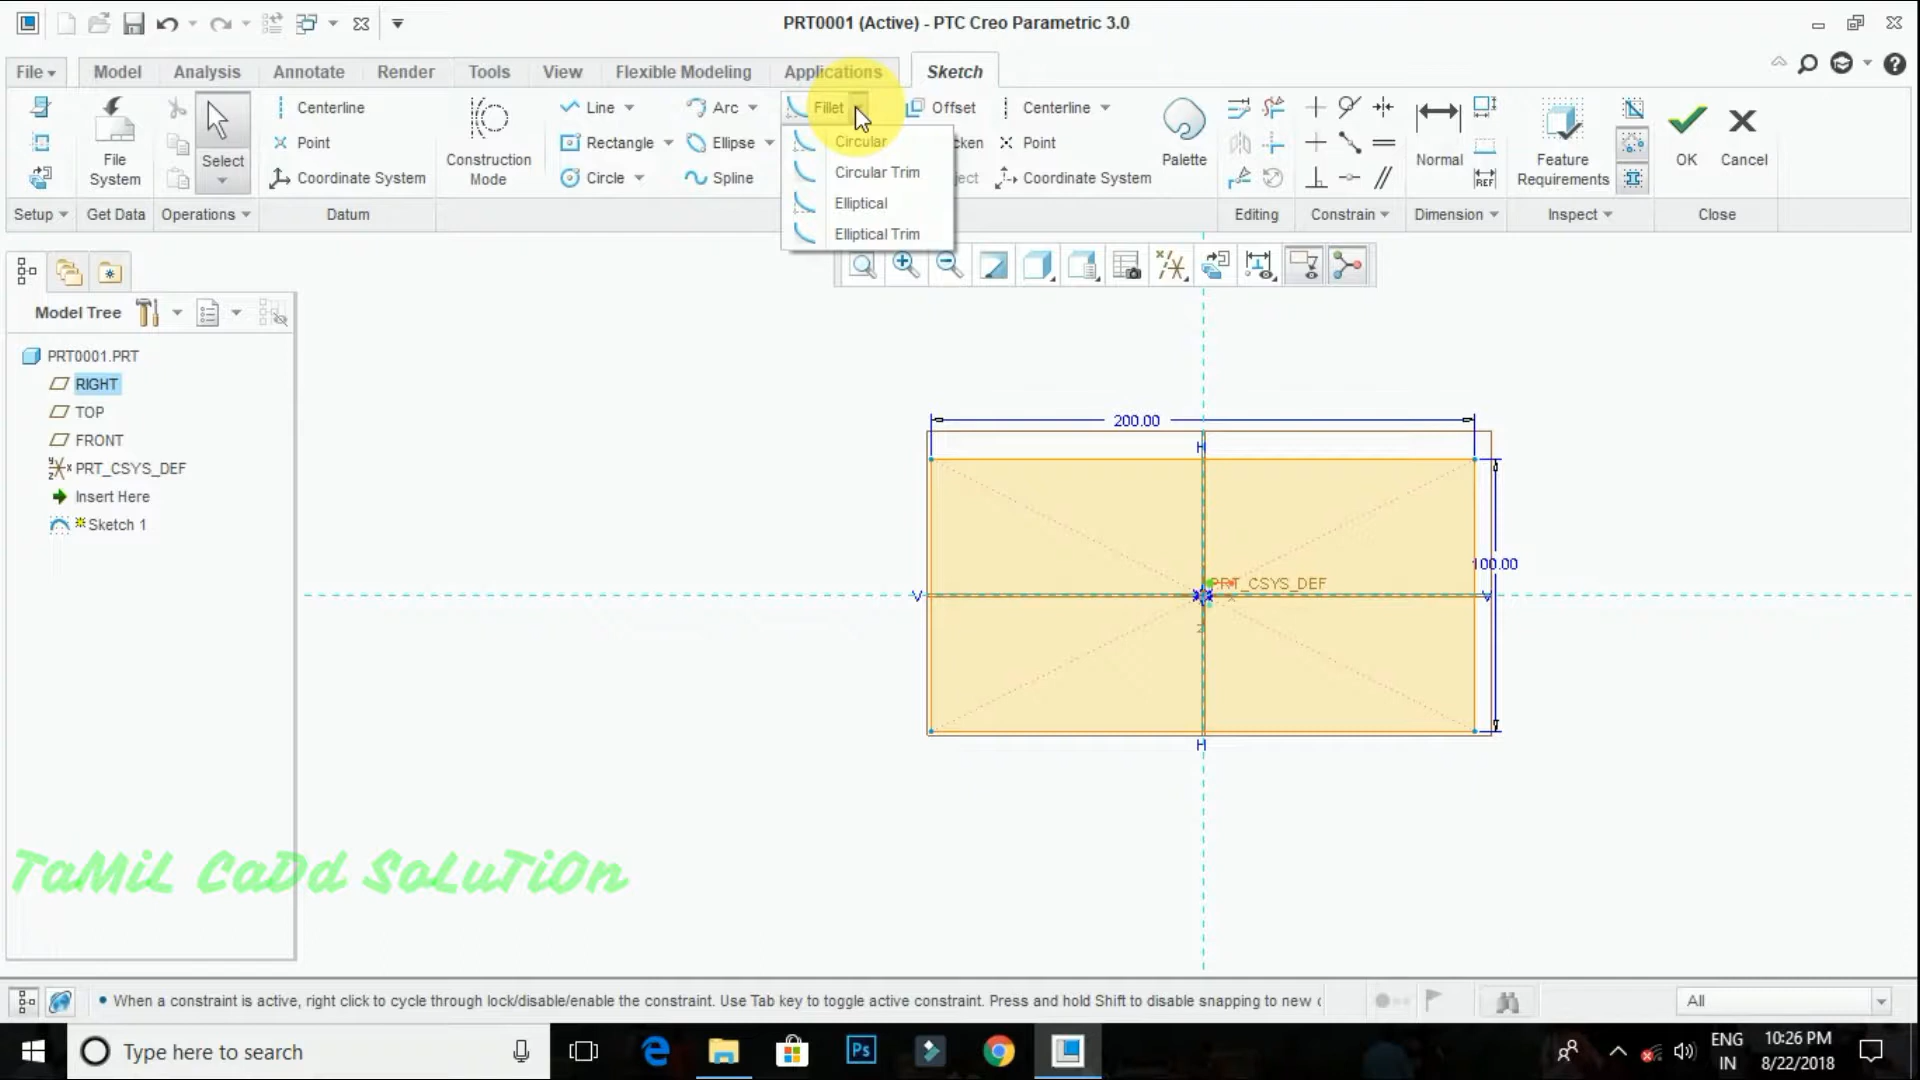 PRT0001 (Active) - PTC Creo Parametric 3.0
File Model Analysis Annotate Render Tools View Flexible Modeling Applications Sketch
File System
Select
Centerline
Point
Coordinate System
Construction Mode
Line
Rectangle
Circle
Arc
Ellipse
Spline
Fillet
Circular
Circular Trim
Elliptical
Elliptical Trim
Offset
Centerline
Point
Coordinate System
Palette
Normal
REF
Feature Requirements
OK
Cancel
Setup Get Data Operations Datum Editing Constrain Dimension Inspect Close
Model Tree
PRT0001.PRT
RIGHT
TOP
FRONT
PRT_CSYS_DEF
Insert Here
Sketch 1
200.00
H
100.00
PRT_CSYS_DEF
V
V
H
TaMiL CaDd SoLuTiOn
• When a constraint is active, right click to cycle through lock/disable/enable the constraint. Use Tab key to toggle active constraint. Press and hold Shift to disable snapping to new
All
Type here to search
Ps
ENG
IN
10:26 PM
8/22/2018